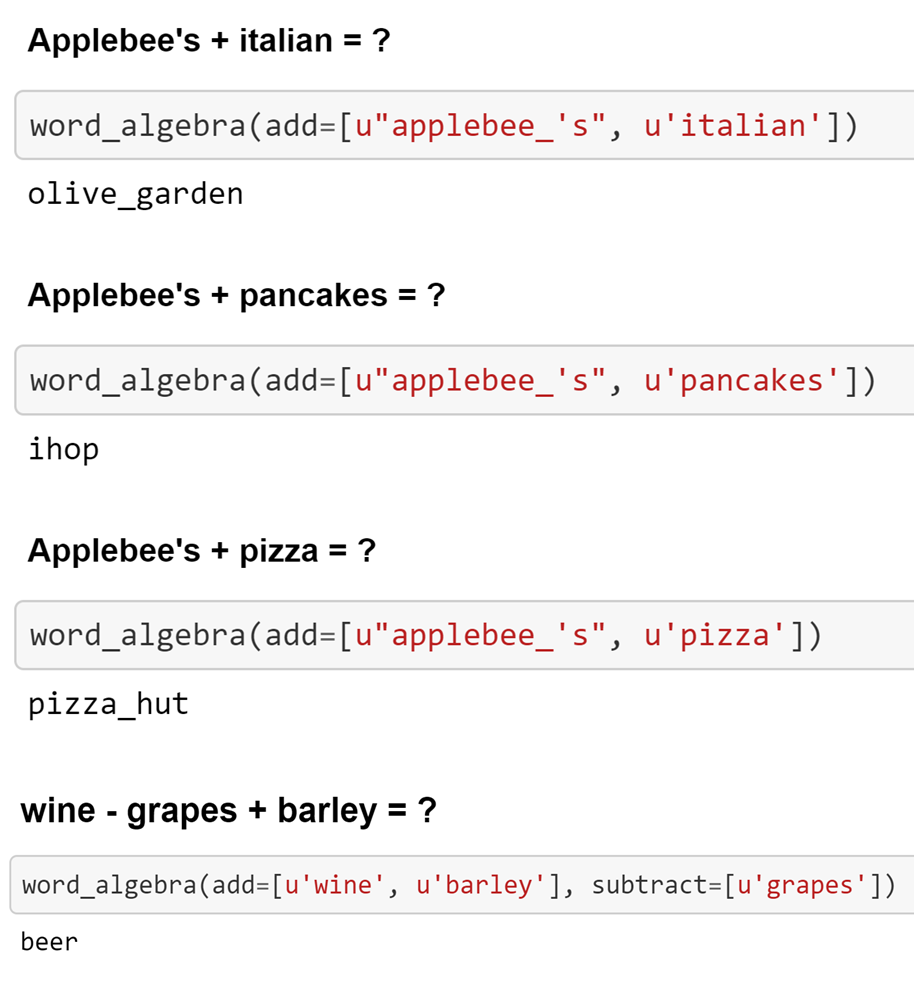 Applebee's + italian = ?
word_algebra(add=[u"applebee_'s", u'italian'])
olive_garden
Applebee's + pancakes = ?
word_algebra(add=[u"applebee_'s", u'pancakes'])
ihop
Applebee's + pizza = ?
word_algebra(add=[u"applebee_'s", u'pizza'])
pizza_hut
wine - grapes + barley = ?
word_algebra(add=[u'wine', u'barley'], subtract=[u'grapes'])
beer